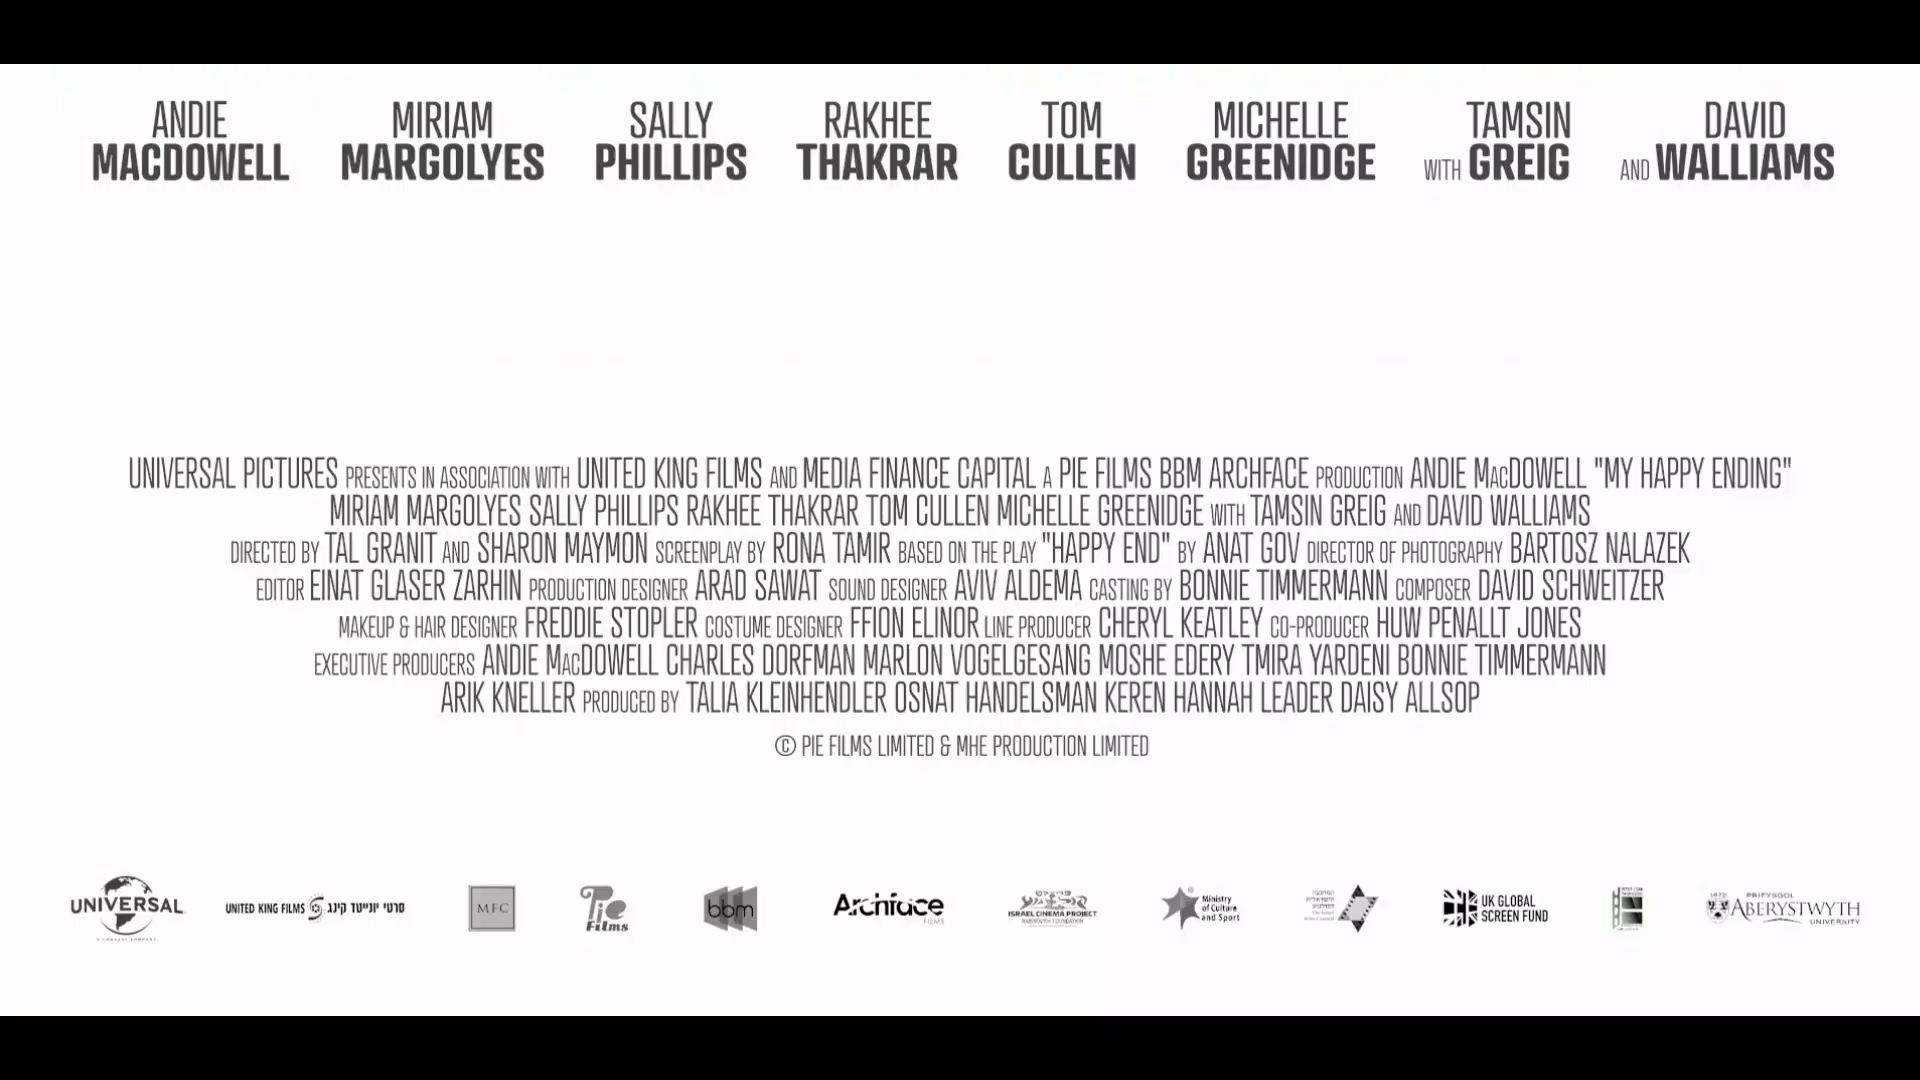 ANDIE MACDOWELL
MIRIAM MARGOLYES
SALLY PHILLIPS
RAKHEE THAKRAR
TOM CULLEN
MICHELLE GREENIDGE
WITH TAMSIN GREIG
AND DAVID WALLIAMS
UNIVERSAL PICTURES PRESENTS IN ASSOCIATION WITH UNITED KING FILMS AND MEDIA FINANCE CAPITAL A PIE FILMS BBM ARCHFACE PRODUCTION ANDIE MACDOWELL "MY HAPPY ENDING"
MIRIAM MARGOLYES SALLY PHILLIPS RAKHEE THAKRAR TOM CULLEN MICHELLE GREENIDGE WITH TAMSIN GREIG AND DAVID WALLIAMS
DIRECTED BY TAL GRANIT AND SHARON MAYMON SCREENPLAY BY RONA TAMIR BASED ON THE PLAY "HAPPY END" BY ANAT GOV DIRECTOR OF PHOTOGRAPHY BARTOSZ NALAZEK
EDITOR EINAT GLASER ZARHIN PRODUCTION DESIGNER ARAD SAWAT SOUND DESIGNER AVIV ALDEMA CASTING BY BONNIE TIMMERMANN COMPOSER DAVID SCHWEITZER
MAKEUP & HAIR DESIGNER FREDDIE STOPLER COSTUME DESIGNER FFION ELINOR LINE PRODUCER CHERYL KEATLEY CO-PRODUCER HUW PENALLT JONES
EXECUTIVE PRODUCERS ANDIE MACDOWELL CHARLES DORFMAN MARLON VOGELGESANG MOSHE EDERY TMIRA YARDENI BONNIE TIMMERMANN
ARIK KNELLER PRODUCED BY TALIA KLEINHENDLER OSNAT HANDELSMAN KEREN HANNAH LEADER DAISY ALLSOP
© PIE FILMS LIMITED & MHE PRODUCTION LIMITED
UNIVERSAL
A COMCAST COMPANY
UNITED KING FILMS סרטי יונייטד קינג
MFC
Pie Films
bbm
Archface
FILMS
ISRAEL CINEMA PROJECT
Ministry
of Culture
and Sport
UK GLOBAL
SCREEN FUND
PRIFYSGOL
ABERYSTWYTH
UNIVERSITY